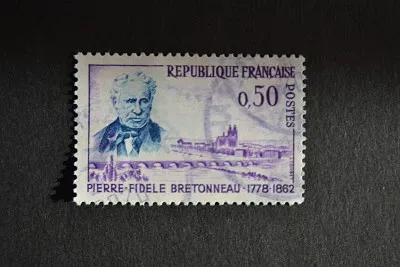 REPUBLIQUE FRANÇAISE
0,50
POSTES
PIERRE-FIDELE BRETONNEAU-1778-1862